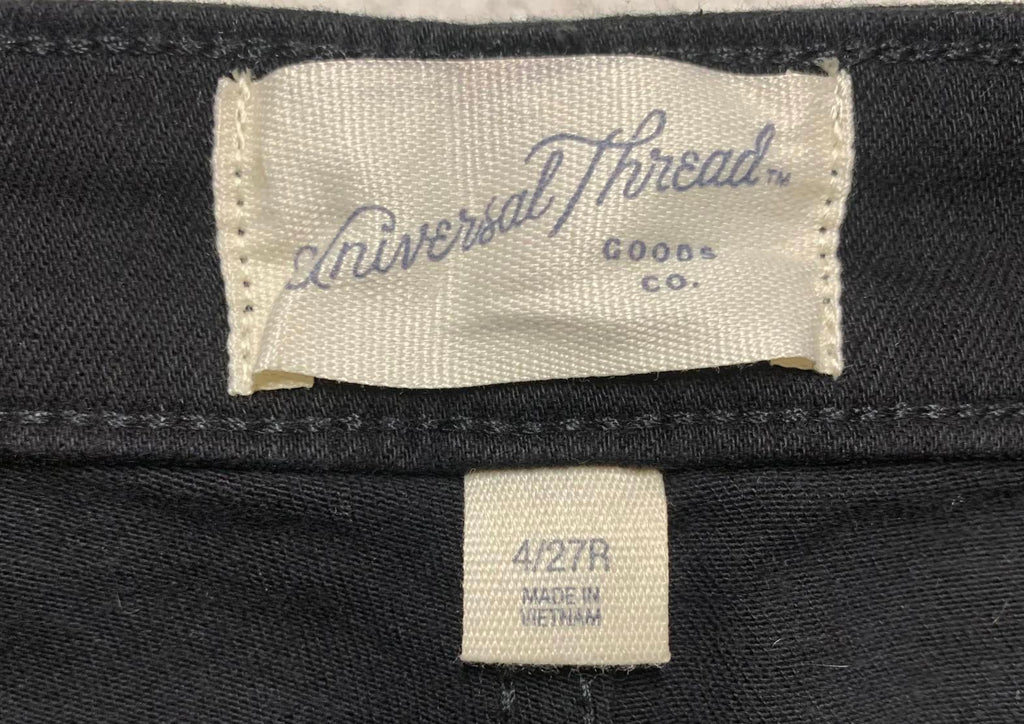 Universal Thread™
GOODS
CO.
4/27R
MADE IN
VIETNAM